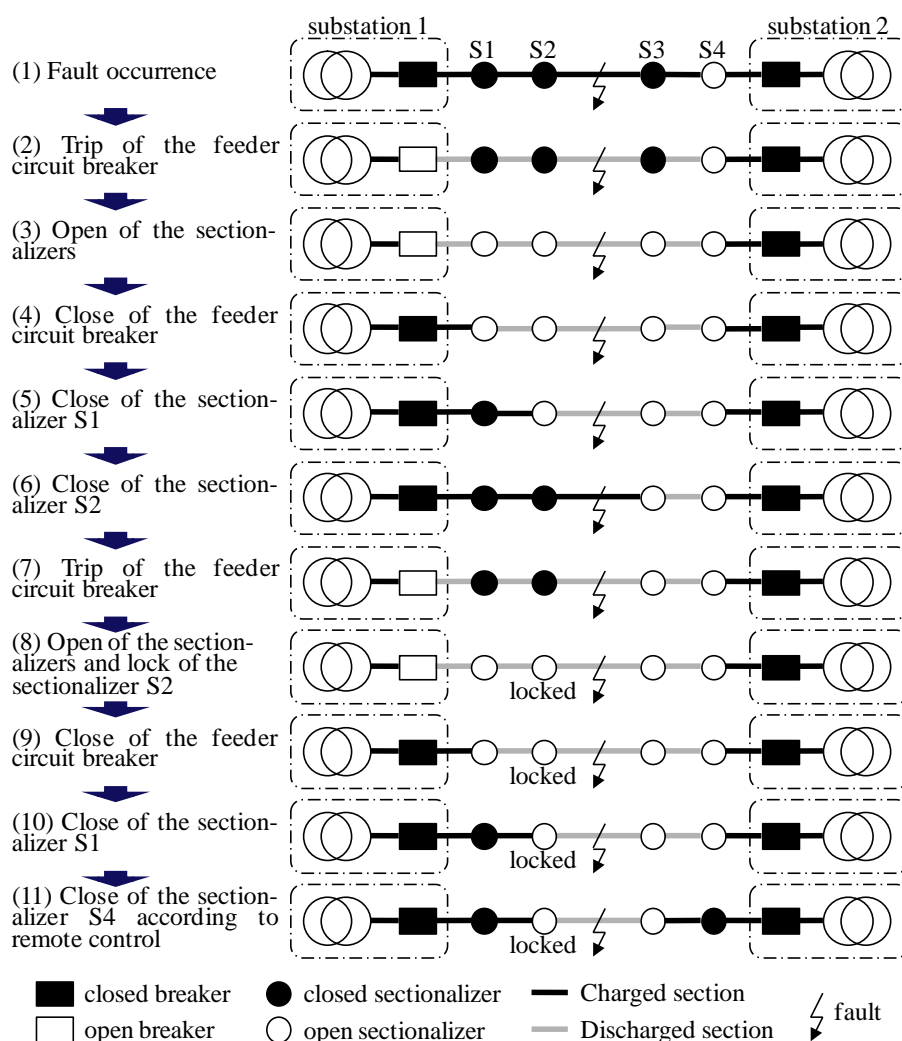 substation 1
substation 2
S1
S2
S3
S4
(1) Fault occurrence
(2) Trip of the feeder
circuit breaker
(3) Open of the section-
alizers
(4) Close of the feeder
circuit breaker
(5) Close of the section-
alizer S1
(6) Close of the section-
alizer S2
(7) Trip of the feeder
circuit breaker
(8) Open of the section-
alizers and lock of the
sectionalizer S2
locked
(9) Close of the feeder
circuit breaker
locked
(10) Close of the section-
alizer S1
locked
(11) Close of the section-
alizer S4 according to
remote control
locked
closed breaker
closed sectionalizer
Charged section
fault
open breaker
open sectionalizer
Discharged section